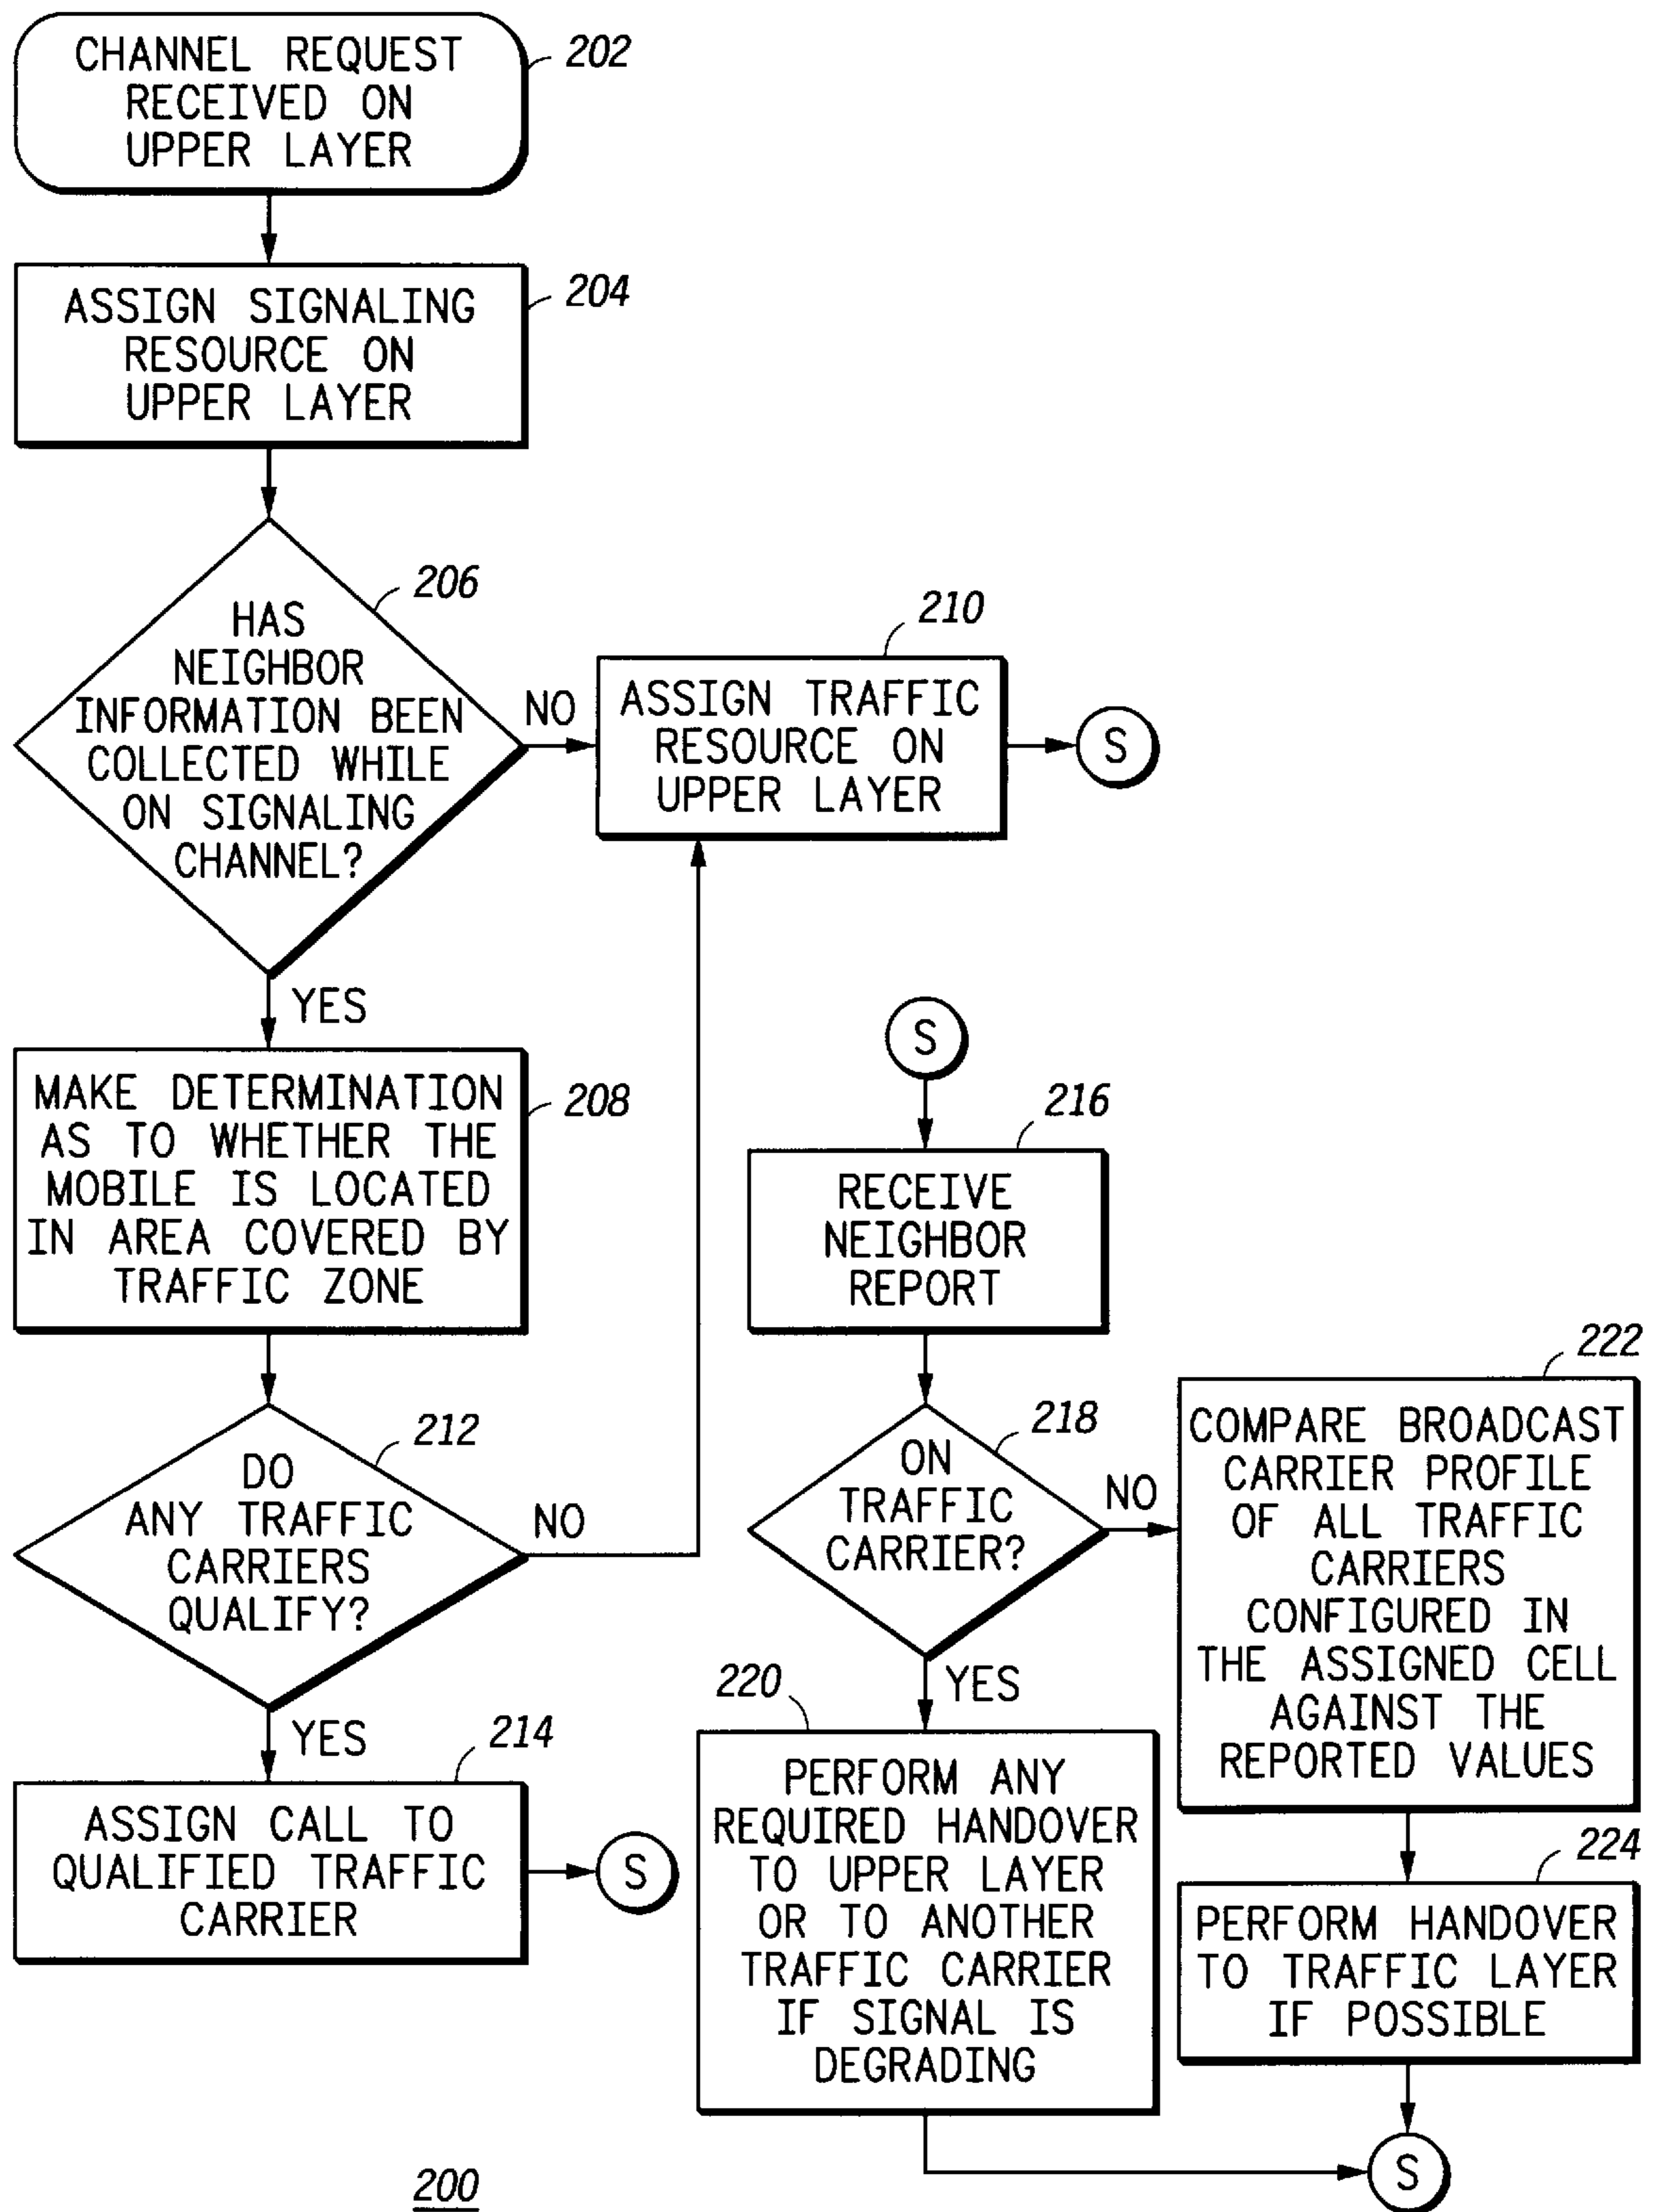 CHANNEL REQUEST
RECEIVED ON
UPPER LAYER
202
ASSIGN SIGNALING
RESOURCE ON
UPPER LAYER
204
HAS
NEIGHBOR
INFORMATION BEEN
COLLECTED WHILE
ON SIGNALING
CHANNEL?
206
NO
YES
ASSIGN TRAFFIC
RESOURCE ON
UPPER LAYER
210
S
MAKE DETERMINATION
AS TO WHETHER THE
MOBILE IS LOCATED
IN AREA COVERED BY
TRAFFIC ZONE
208
DO
ANY TRAFFIC
CARRIERS
QUALIFY?
212
NO
YES
ASSIGN CALL TO
QUALIFIED TRAFFIC
CARRIER
214
S
S
RECEIVE
NEIGHBOR
REPORT
216
ON
TRAFFIC
CARRIER?
218
NO
YES
PERFORM ANY
REQUIRED HANDOVER
TO UPPER LAYER
OR TO ANOTHER
TRAFFIC CARRIER
IF SIGNAL IS
DEGRADING
220
COMPARE BROADCAST
CARRIER PROFILE
OF ALL TRAFFIC
CARRIERS
CONFIGURED IN
THE ASSIGNED CELL
AGAINST THE
REPORTED VALUES
222
PERFORM HANDOVER
TO TRAFFIC LAYER
IF POSSIBLE
224
S
200